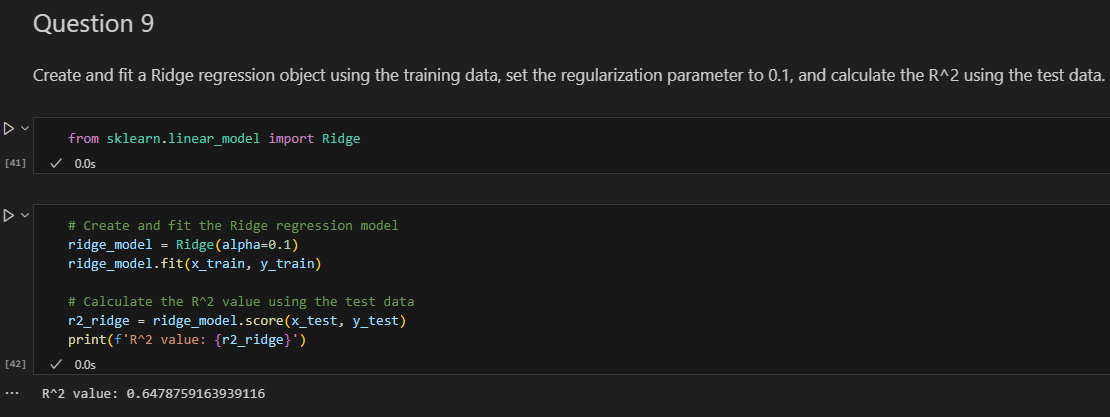 Question 9
Create and fit a Ridge regression object using the training data, set the regularization parameter to 0.1, and calculate the R^2 using the test data.
from sklearn.linear_model import Ridge
[41]
0.0s
# Create and fit the Ridge regression model
ridge_model = Ridge(alpha=0.1)
ridge_model.fit(x_train, y_train)
# Calculate the R^2 value using the test data
r2_ridge = ridge_model.score(x_test, y_test)
print(f'R^2 value: {r2_ridge}')
[42]
0.0s
... R^2 value: 0.6478759163939116